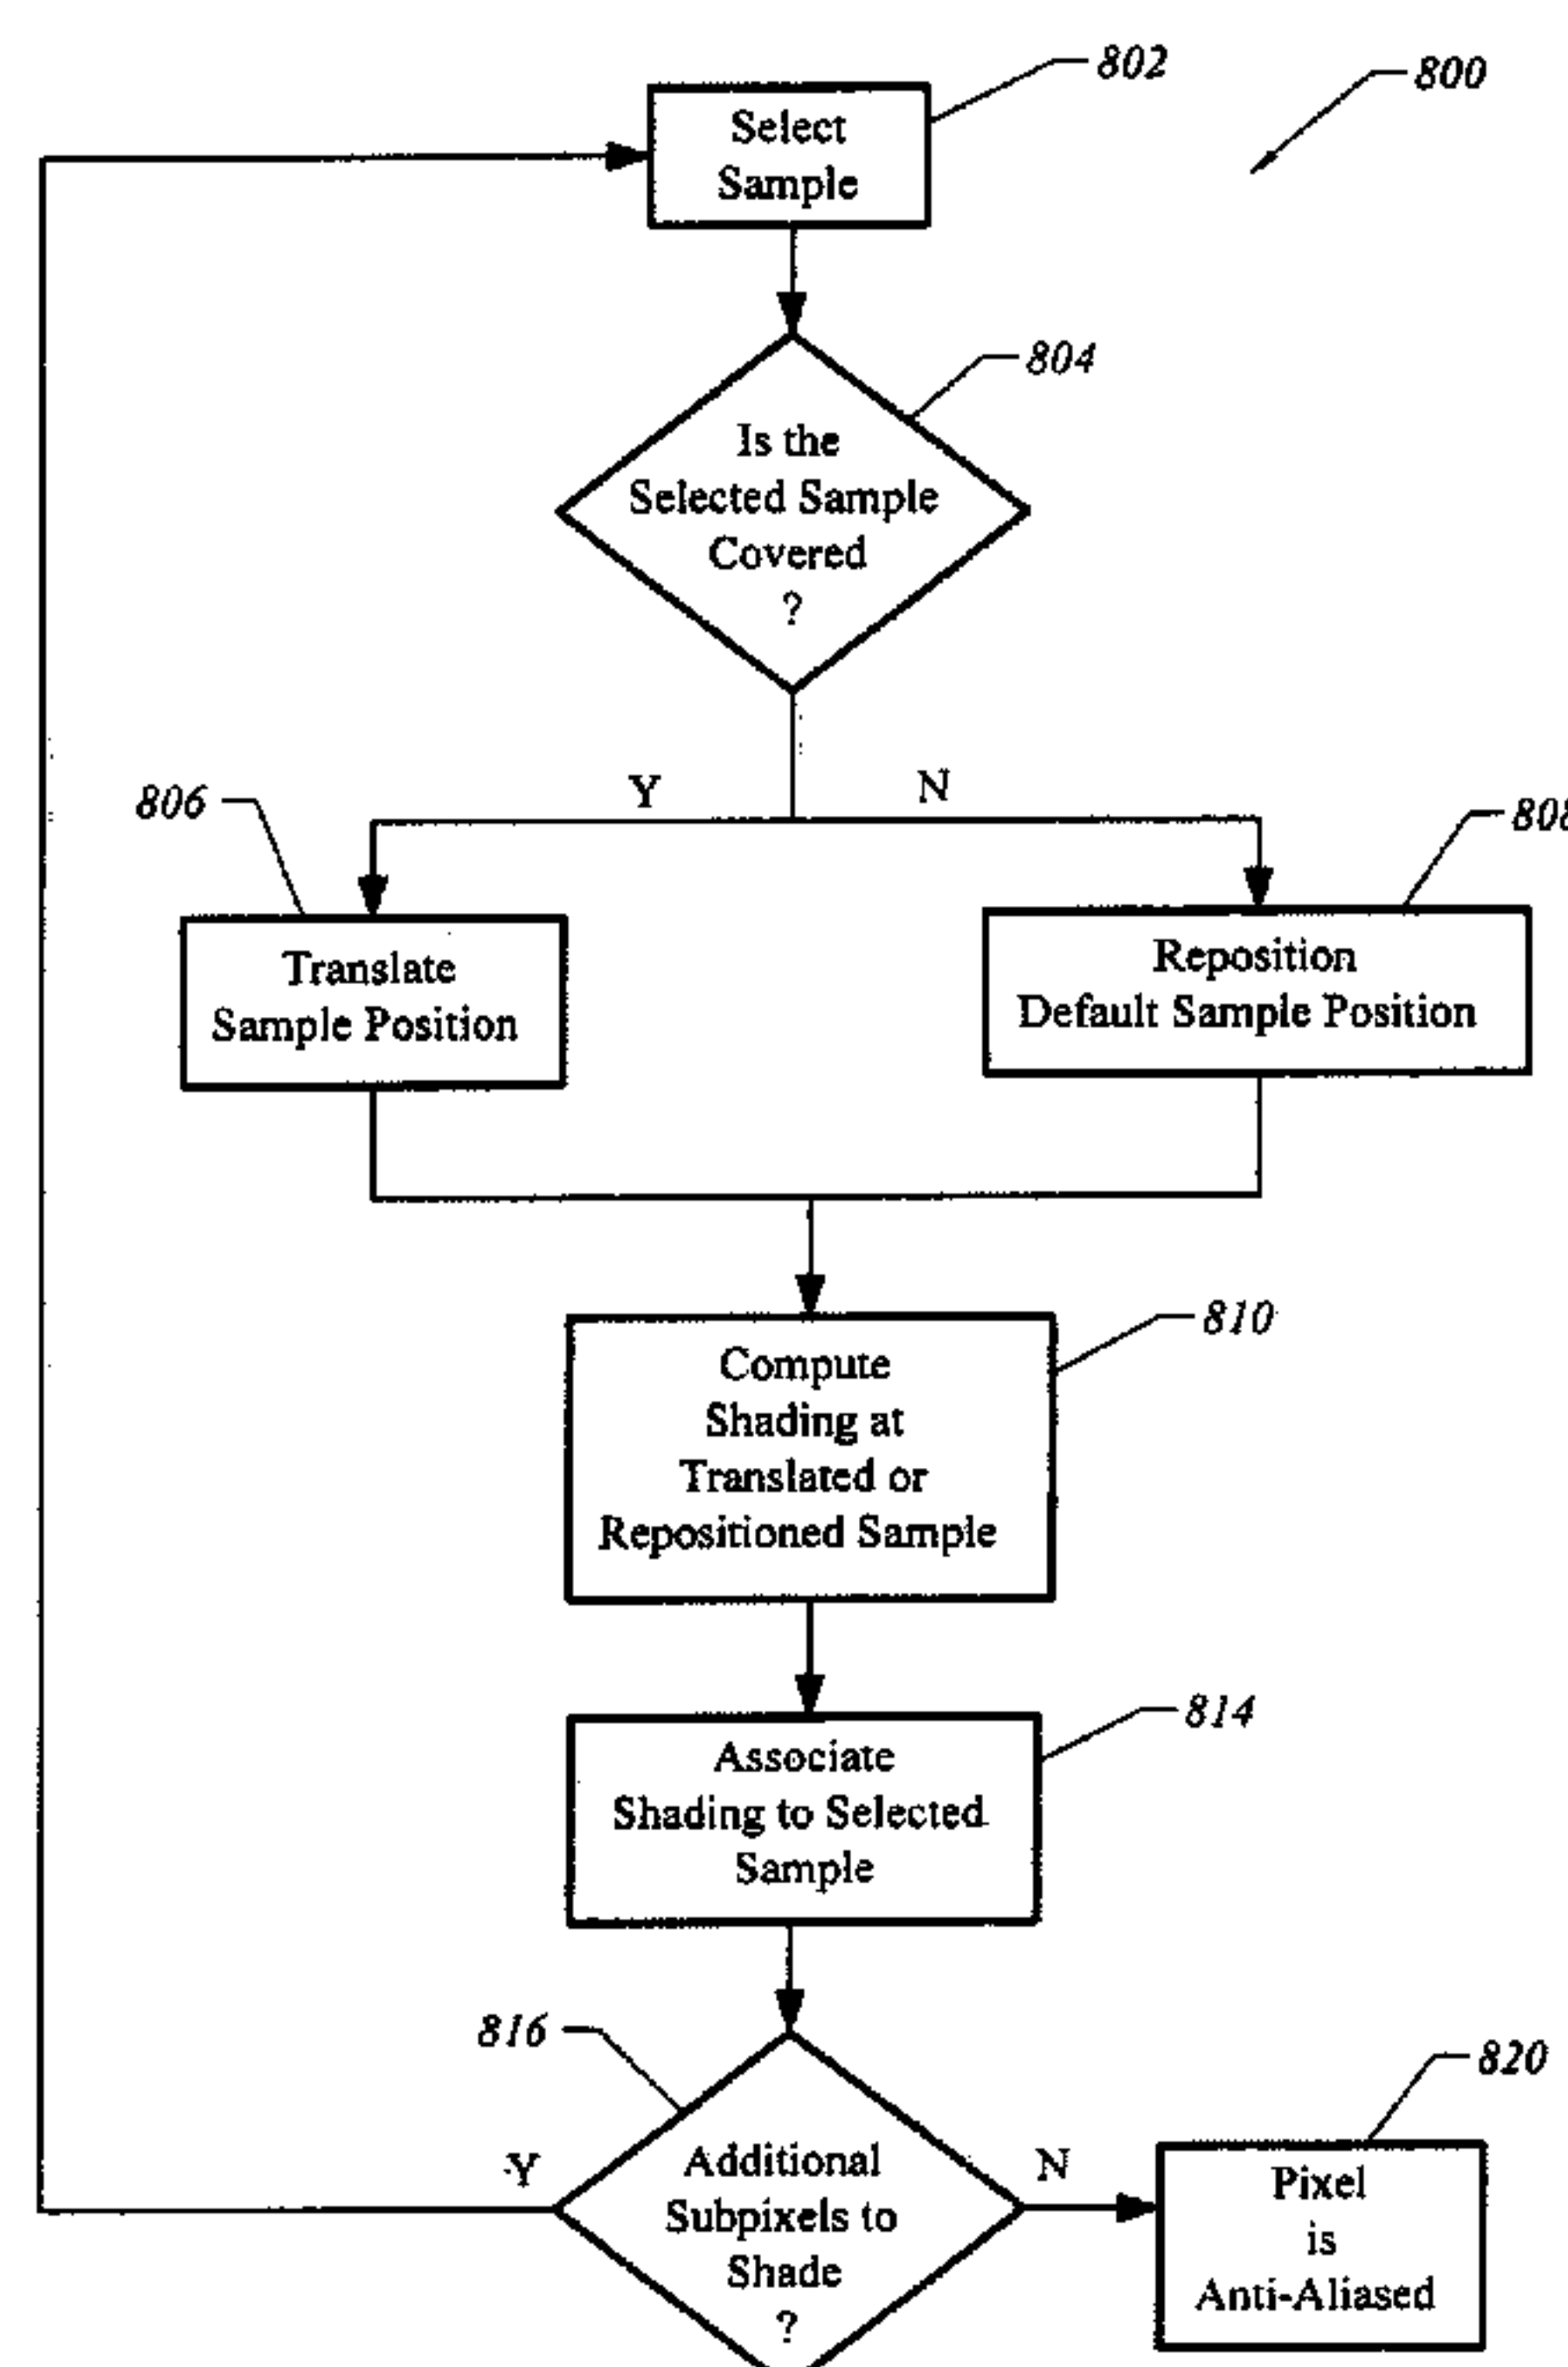 802
800
Select
Sample
804
Is the
Selected Sample
Covered
?
Y
N
806
808
Translate
Sample Position
Reposition
Default Sample Position
810
Compute
Shading at
Translated or
Repositioned Sample
814
Associate
Shading to Selected
Sample
816
820
Y
N
Additional
Subpixels to
Shade
?
Pixel
is
Anti-Aliased